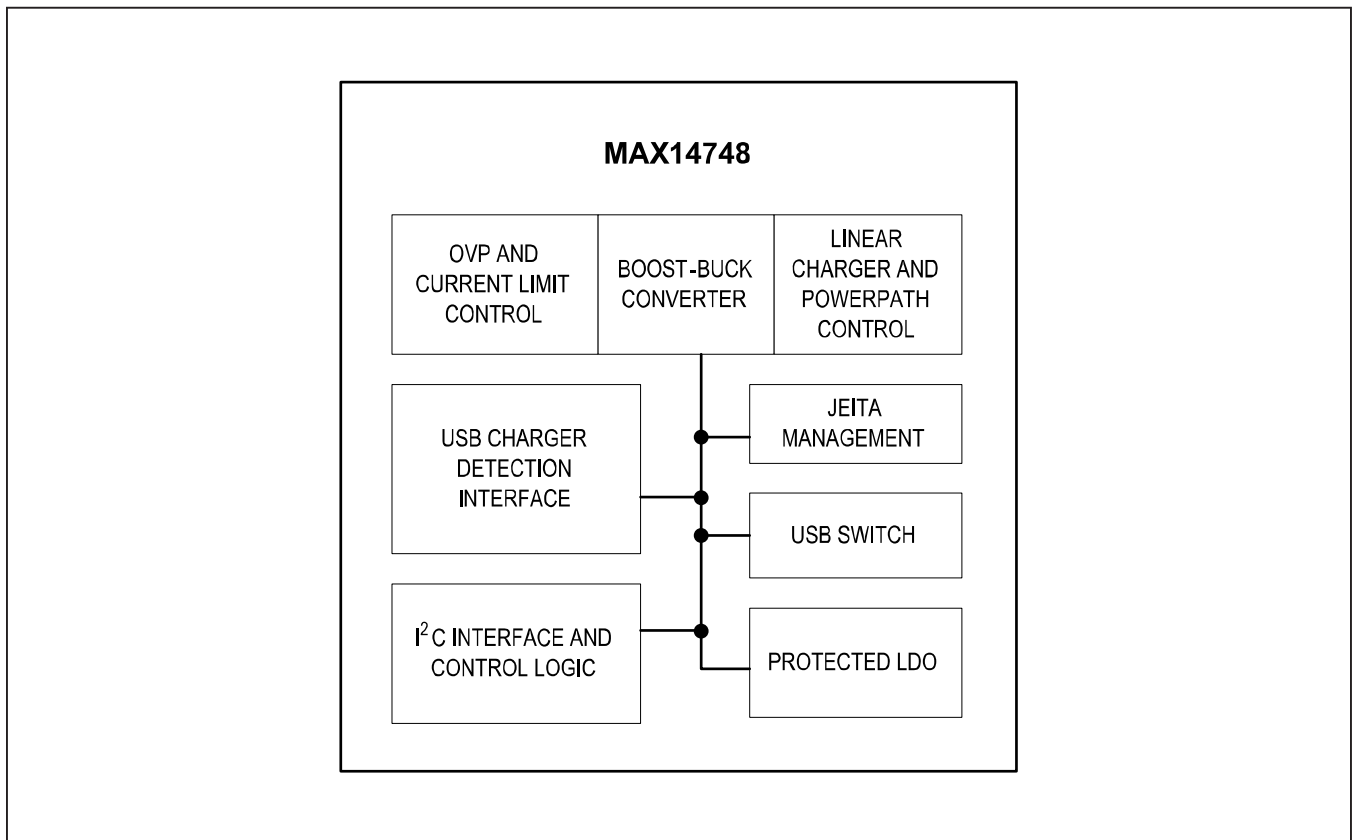 MAX14748
OVP AND
CURRENT LIMIT
CONTROL
BOOST-BUCK
CONVERTER
LINEAR
CHARGER AND
POWERPATH
CONTROL
USB CHARGER
DETECTION
INTERFACE
JEITA
MANAGEMENT
USB SWITCH
I²C INTERFACE AND
CONTROL LOGIC
PROTECTED LDO